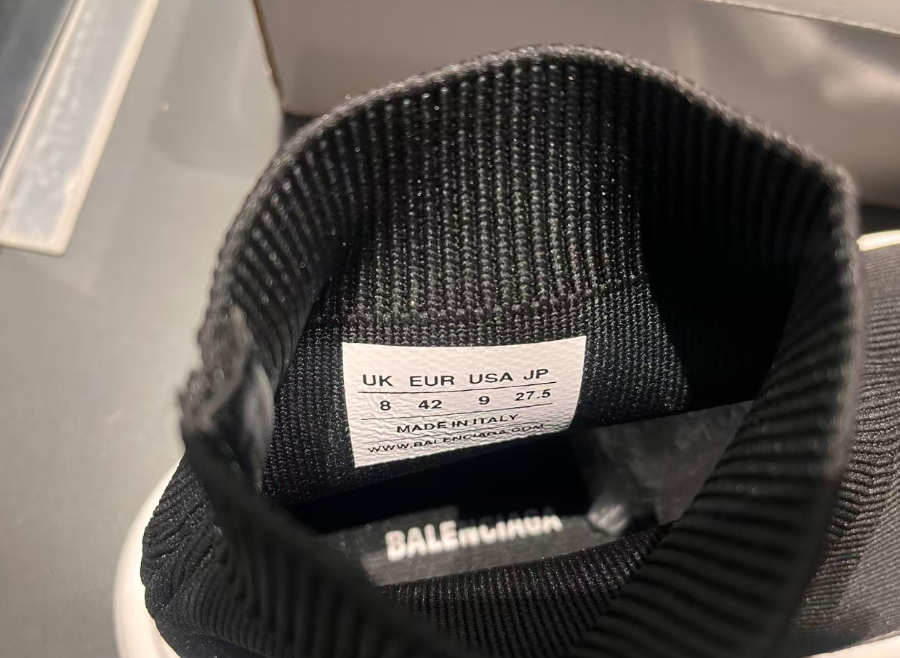 UK EUR USA JP
8 42 9 27.5
MADE IN ITALY
WWW.BALENCIAGA.COM
BALENCIAGA